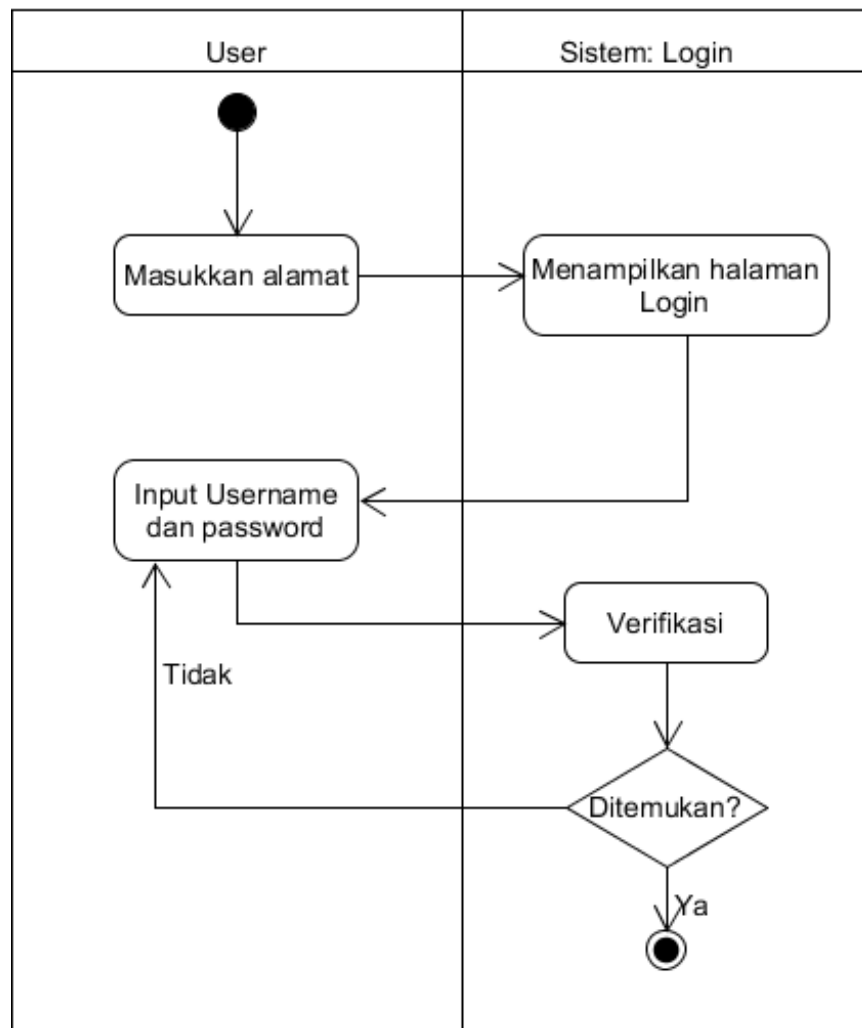 User
Sistem: Login
Masukkan alamat
Menampilkan halaman
Login
Input Username
dan password
Verifikasi
Tidak
Ditemukan?
Ya